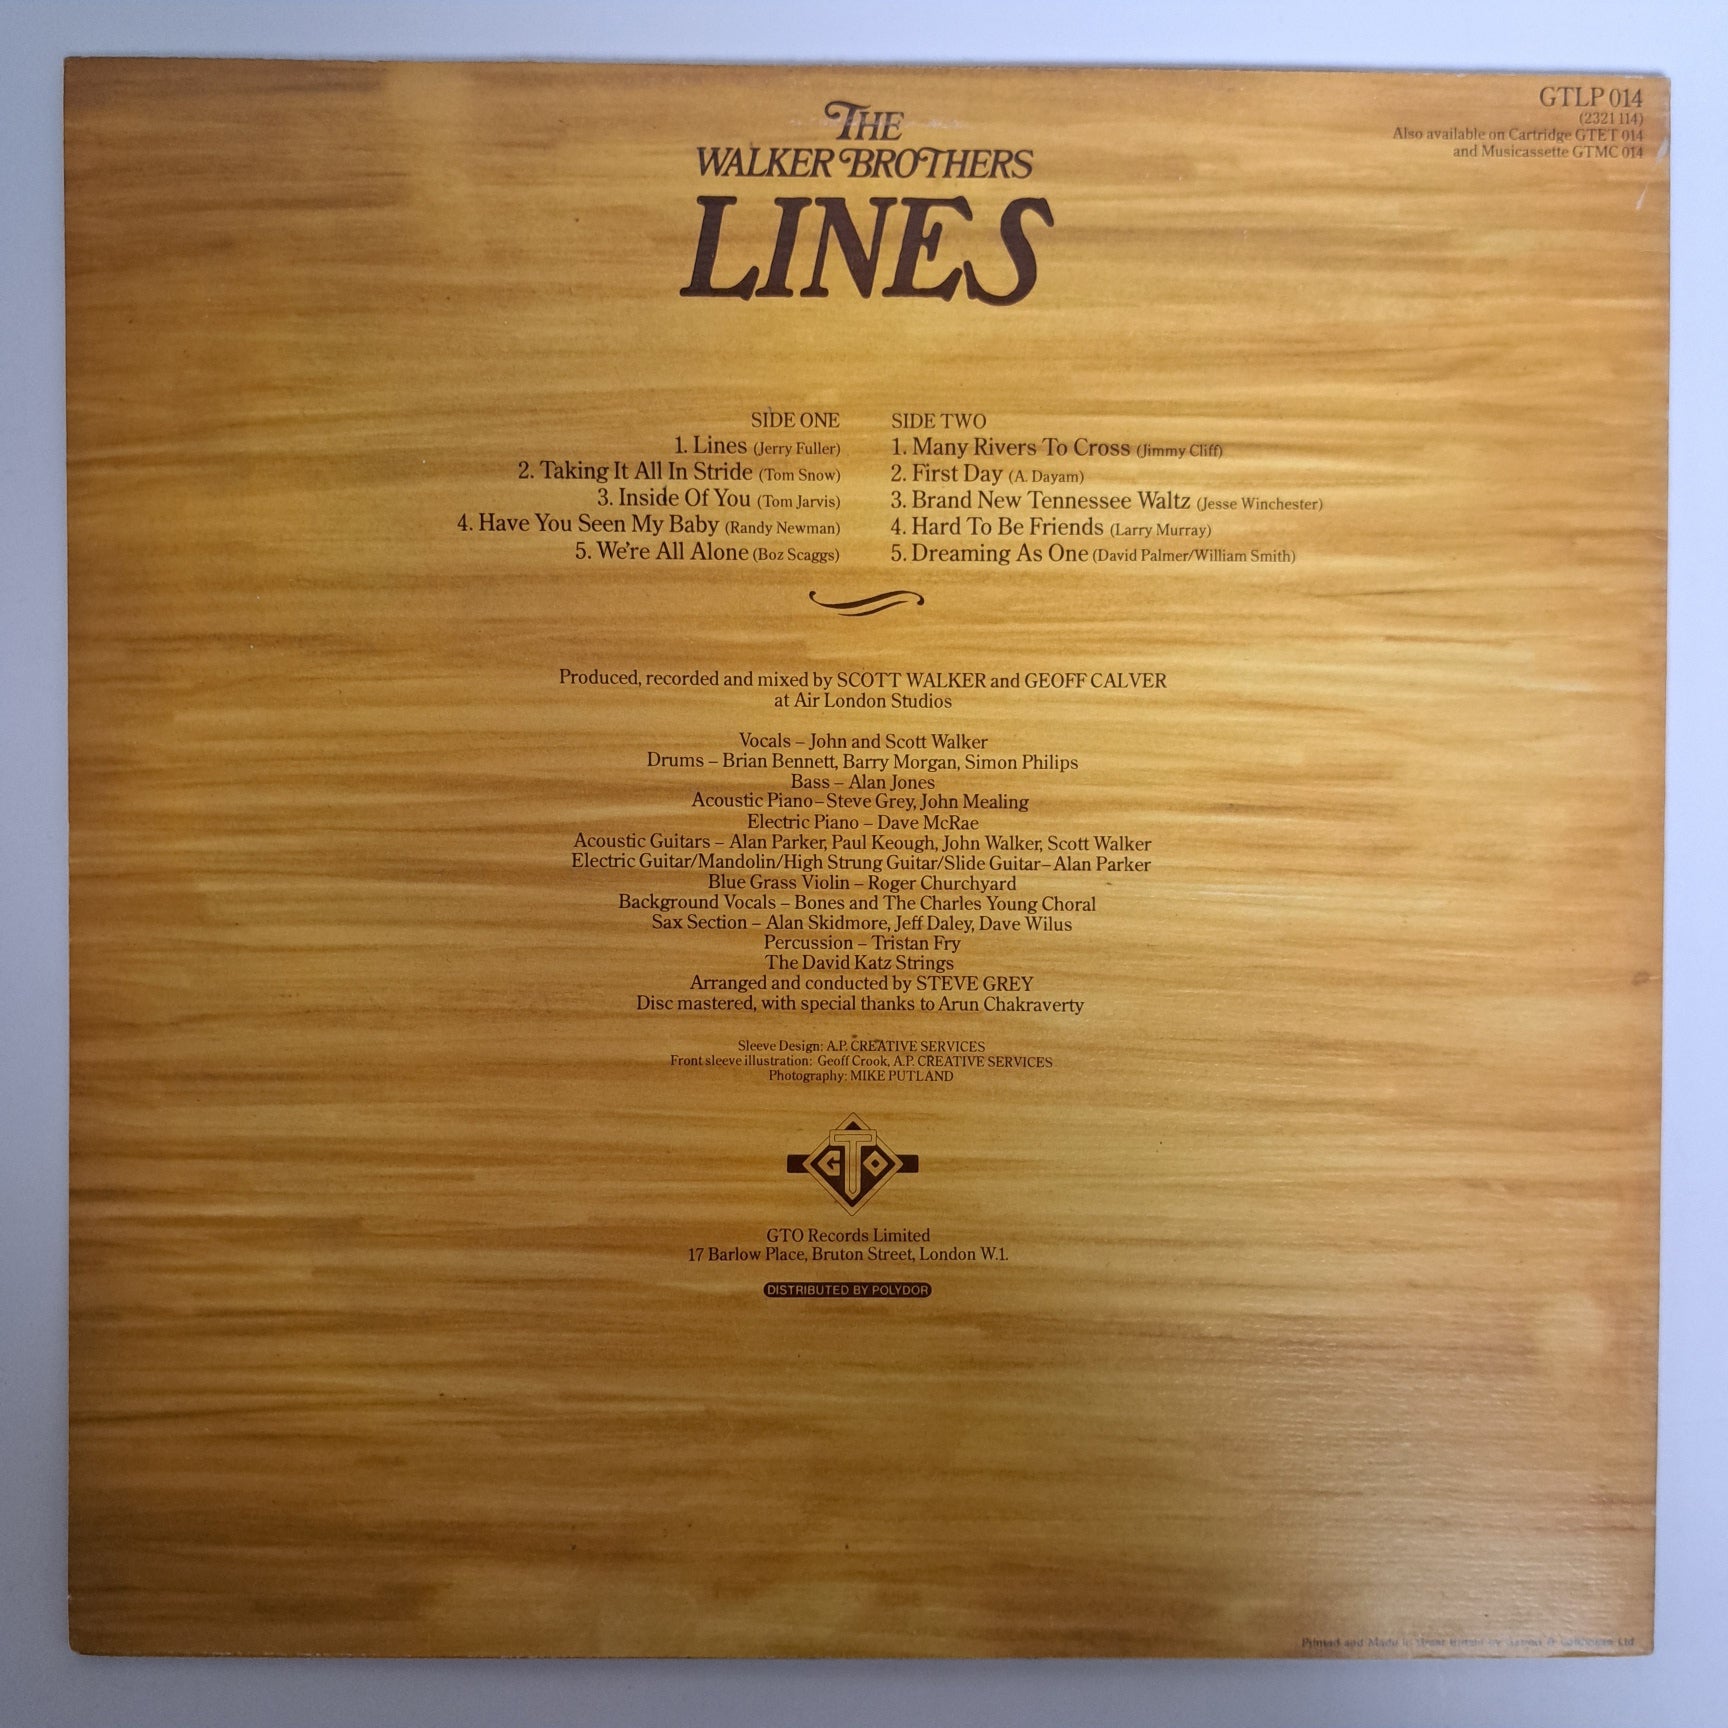 GTLP 014
(2321 114)
Also available on Cartridge GTET 014
and Musicassette GTMC 014
THE
WALKER BROTHERS
LINES
SIDE ONE
1. Lines (Jerry Fuller)
2. Taking It All In Stride (Tom Snow)
3. Inside Of You (Tom Jarvis)
4. Have You Seen My Baby (Randy Newman)
5. We're All Alone (Boz Scaggs)
SIDE TWO
1. Many Rivers To Cross (Jimmy Cliff)
2. First Day (A. Dayam)
3. Brand New Tennessee Waltz (Jesse Winchester)
4. Hard To Be Friends (Larry Murray)
5. Dreaming As One (David Palmer/William Smith)
Produced, recorded and mixed by SCOTT WALKER and GEOFF CALVER
at Air London Studios
Vocals – John and Scott Walker
Drums – Brian Bennett, Barry Morgan, Simon Philips
Bass – Alan Jones
Acoustic Piano – Steve Grey, John Mealing
Electric Piano – Dave McRae
Acoustic Guitars – Alan Parker, Paul Keough, John Walker, Scott Walker
Electric Guitar/Mandolin/High Strung Guitar/Slide Guitar – Alan Parker
Blue Grass Violin – Roger Churchyard
Background Vocals – Bones and The Charles Young Choral
Sax Section – Alan Skidmore, Jeff Daley, Dave Wilus
Percussion – Tristan Fry
The David Katz Strings
Arranged and conducted by STEVE GREY
Disc mastered, with special thanks to Arun Chakraverty
Sleeve Design: A.P. CREATIVE SERVICES
Front sleeve illustration: Geoff Crook, A.P. CREATIVE SERVICES
Photography: MIKE PUTLAND
GTO
GTO Records Limited
17 Barlow Place, Bruton Street, London W.1.
DISTRIBUTED BY POLYDOR
Printed and Made in Great Britain by